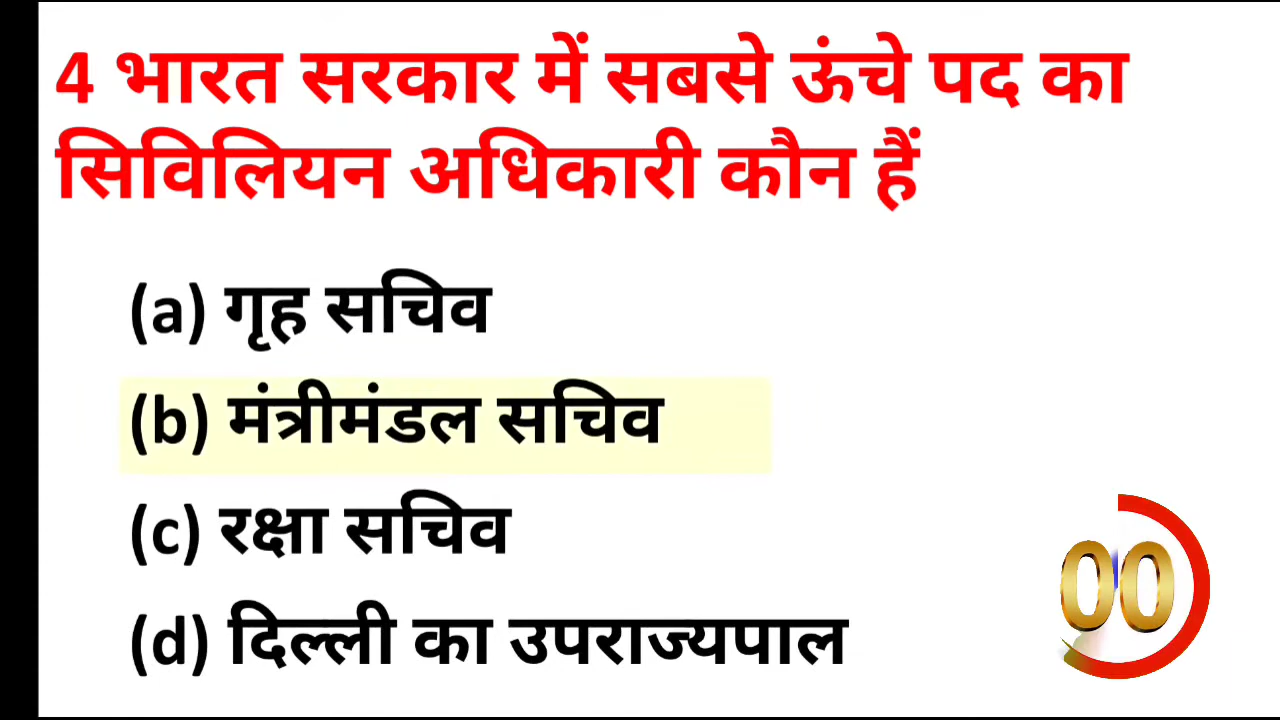 4 भारत सरकार में सबसे ऊंचे पद का
सिविलियन अधिकारी कौन हैं
(a) गृह सचिव
(b) मंत्रीमंडल सचिव
(c) रक्षा सचिव
(d) दिल्ली का उपराज्यपाल
00